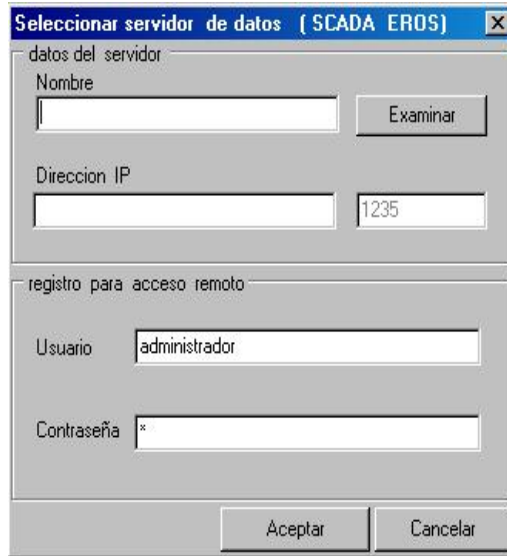 Seleccionar servidor de datos ( SCADA EROS)
datos del servidor
Nombre
Examinar
Direccion IP
1235
registro para acceso remoto
Usuario administrador
Contraseña *
Aceptar Cancelar